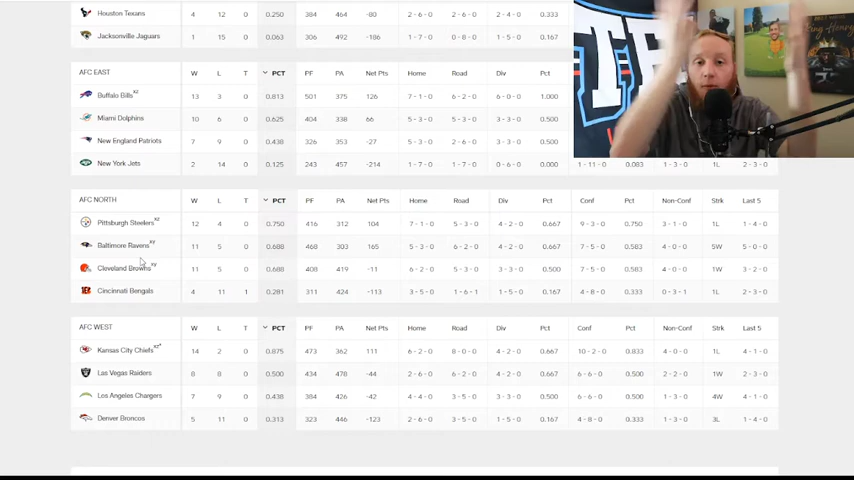 Houston Texans 4 12 0 0.250 384 464 -80 2 - 6 - 0 2 - 6 - 0 2 - 4 - 0 0.333
Jacksonville Jaguars 1 15 0 0.063 306 492 -186 1 - 7 - 0 0 - 8 - 0 1 - 5 - 0 0.167
AFC EAST W L T PCT PF PA Net Pts Home Road Div Pct
Buffalo Bills xz 13 3 0 0.813 501 375 126 7 - 1 - 0 6 - 2 - 0 6 - 0 - 0 1.000
Miami Dolphins 10 6 0 0.625 404 338 66 5 - 3 - 0 5 - 3 - 0 3 - 3 - 0 0.500
New England Patriots 7 9 0 0.438 326 353 -27 5 - 3 - 0 2 - 6 - 0 3 - 3 - 0 0.500
New York Jets 2 14 0 0.125 243 457 -214 1 - 7 - 0 1 - 7 - 0 0 - 6 - 0 0.000 1 - 11 - 0 0.083 1 - 3 - 0 1L 2 - 3 - 0
AFC NORTH W L T PCT PF PA Net Pts Home Road Div Pct Conf Pct Non-Conf Strk Last 5
Pittsburgh Steelers xz 12 4 0 0.750 416 312 104 7 - 1 - 0 5 - 3 - 0 4 - 2 - 0 0.667 9 - 3 - 0 0.750 3 - 1 - 0 1L 1 - 4 - 0
Baltimore Ravens xy 11 5 0 0.688 468 303 165 5 - 3 - 0 6 - 2 - 0 4 - 2 - 0 0.667 7 - 5 - 0 0.583 4 - 0 - 0 5W 5 - 0 - 0
Cleveland Browns xy 11 5 0 0.688 408 419 -11 6 - 2 - 0 5 - 3 - 0 3 - 3 - 0 0.500 7 - 5 - 0 0.583 4 - 0 - 0 1W 3 - 2 - 0
Cincinnati Bengals 4 11 1 0.281 311 424 -113 3 - 5 - 0 1 - 6 - 1 1 - 5 - 0 0.167 4 - 8 - 0 0.333 0 - 3 - 1 1L 2 - 3 - 0
AFC WEST W L T PCT PF PA Net Pts Home Road Div Pct Conf Pct Non-Conf Strk Last 5
Kansas City Chiefs xz* 14 2 0 0.875 473 362 111 6 - 2 - 0 8 - 0 - 0 4 - 2 - 0 0.667 10 - 2 - 0 0.833 4 - 0 - 0 1L 4 - 1 - 0
Las Vegas Raiders 8 8 0 0.500 434 478 -44 2 - 6 - 0 6 - 2 - 0 4 - 2 - 0 0.667 6 - 6 - 0 0.500 2 - 2 - 0 1W 2 - 3 - 0
Los Angeles Chargers 7 9 0 0.438 384 426 -42 4 - 4 - 0 3 - 5 - 0 3 - 3 - 0 0.500 6 - 6 - 0 0.500 1 - 3 - 0 4W 4 - 1 - 0
Denver Broncos 5 11 0 0.313 323 446 -123 2 - 6 - 0 3 - 5 - 0 1 - 5 - 0 0.167 4 - 8 - 0 0.333 1 - 3 - 0 3L 1 - 4 - 0